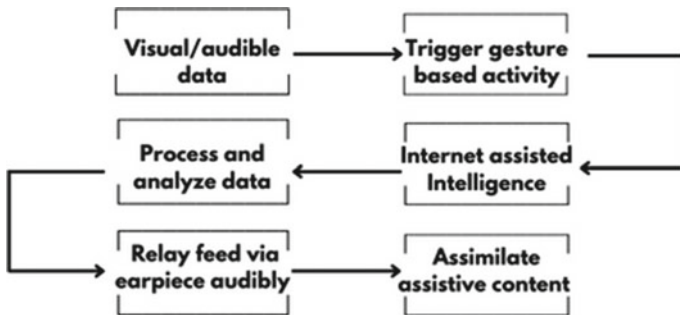 Visual/audible
data
Trigger gesture
based activity
Process and
analyze data
Internet assisted
Intelligence
Relay feed via
earpiece audibly
Assimilate
assistive content